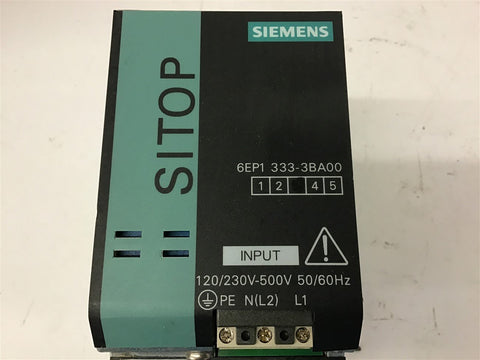 SIEMENS
SITOP
6EP1 333-3BA00
1 2 4 5
INPUT
120/230V-500V 50/60Hz
PE N(L2) L1